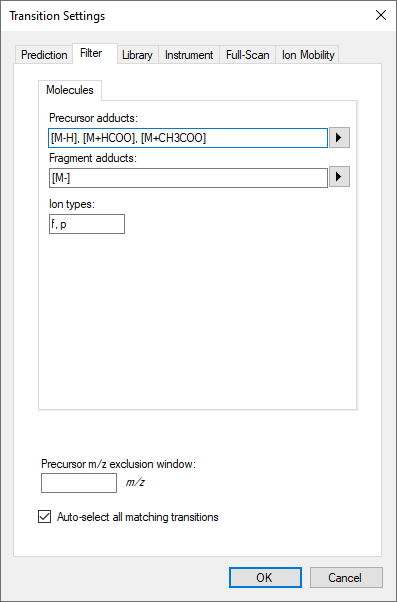 Transition Settings
Prediction Filter Library Instrument Full-Scan Ion Mobility
Molecules
Precursor adducts:
[M-H], [M+HCOO], [M+CH3COO]
Fragment adducts:
[M-]
Ion types:
f, p
Precursor m/z exclusion window:
m/z
Auto-select all matching transitions
OK Cancel